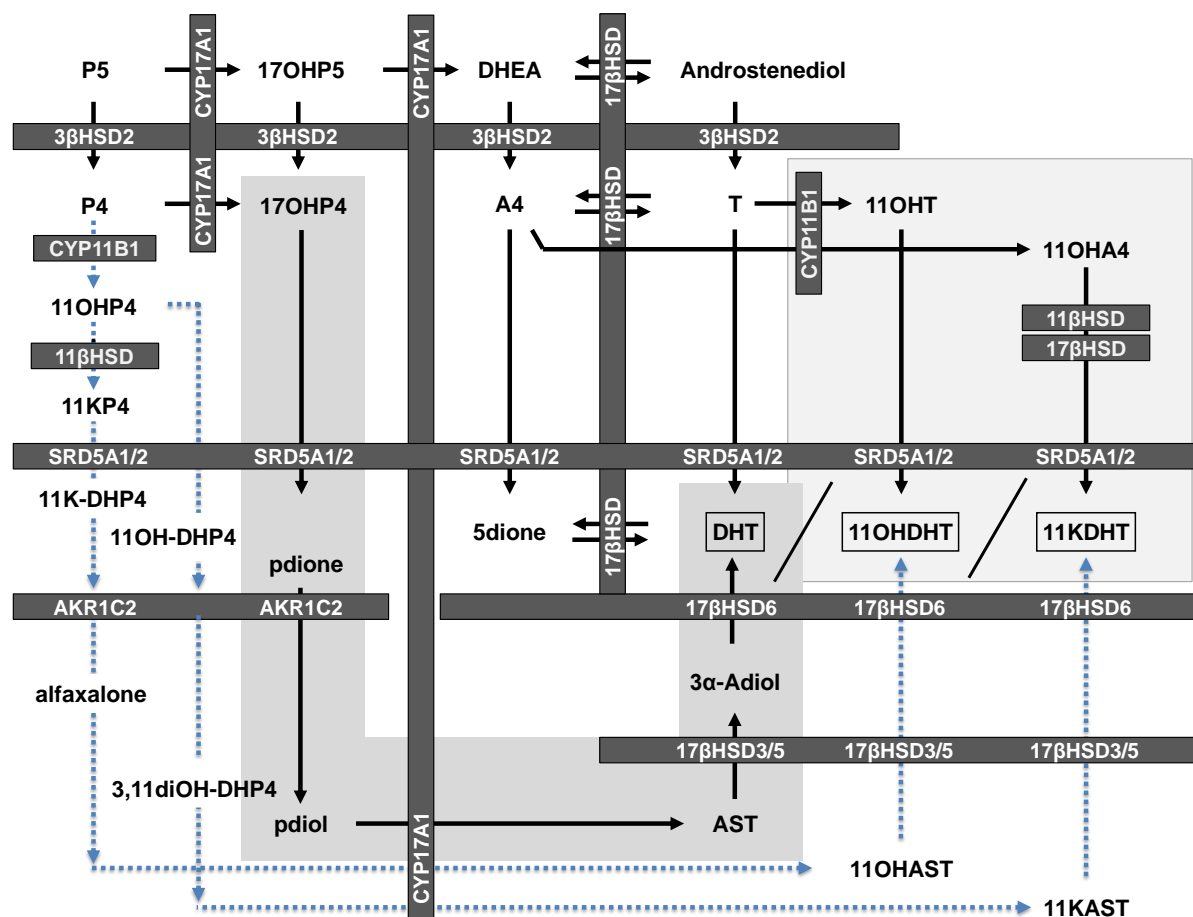 P5
CYP17A1
17OHP5
CYP17A1
DHEA
17βHSD
Androstenediol
3βHSD2
3βHSD2
3βHSD2
3βHSD2
P4
CYP17A1
17OHP4
A4
17βHSD
T
CYP11B1
11OHT
CYP11B1
11OHA4
11OHP4
11βHSD
11βHSD
17βHSD
11KP4
SRD5A1/2
SRD5A1/2
SRD5A1/2
SRD5A1/2
SRD5A1/2
SRD5A1/2
11K-DHP4
11OH-DHP4
pdione
5dione
17βHSD
DHT
11OHDHT
11KDHT
AKR1C2
AKR1C2
17βHSD6
17βHSD6
17βHSD6
alfaxalone
3α-Adiol
17βHSD3/5
17βHSD3/5
17βHSD3/5
3,11diOH-DHP4
pdiol
CYP17A1
AST
11OHAST
11KAST